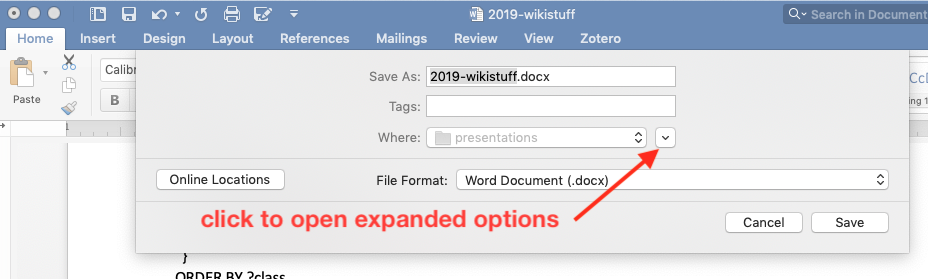 2019-wikistuff
Search in Document
Home Insert Design Layout References Mailings Review View Zotero
Paste
Calibr
B
Save As: 2019-wikistuff.docx
Tags:
Where: presentations
Online Locations
File Format: Word Document (.docx)
click to open expanded options
Cancel Save
}
ORDER BY ?class